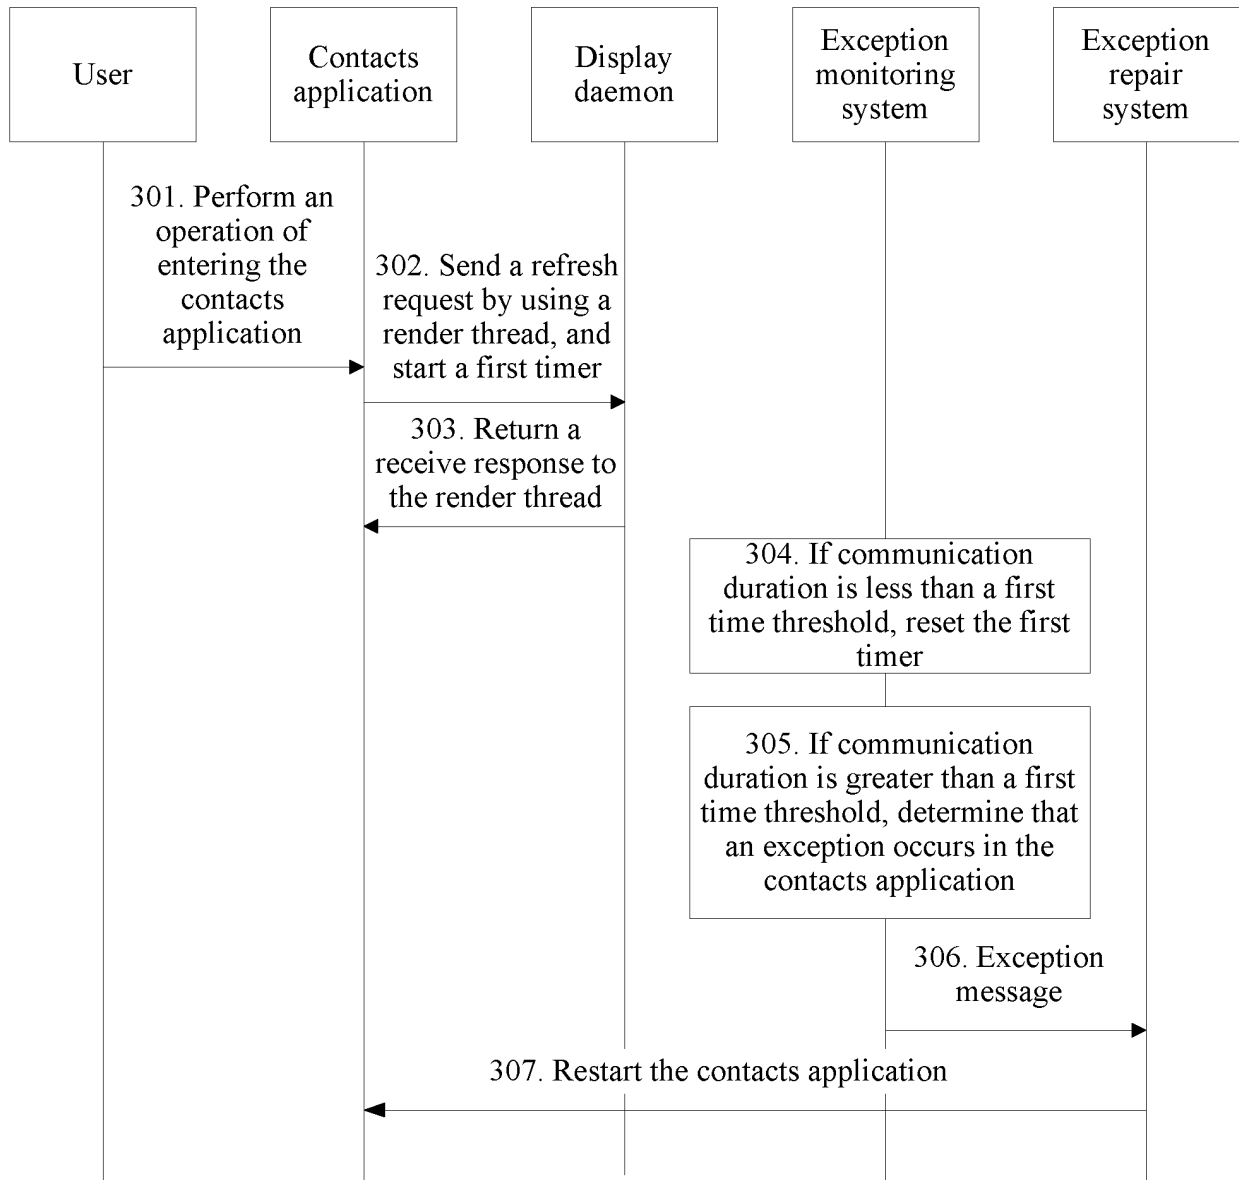 User
Contacts
application
Display
daemon
Exception
monitoring
system
Exception
repair
system
301. Perform an
operation of
entering the
contacts
application
302. Send a refresh
request by using a
render thread, and
start a first timer
303. Return a
receive response to
the render thread
304. If communication
duration is less than a first
time threshold, reset the first
timer
305. If communication
duration is greater than a first
time threshold, determine that
an exception occurs in the
contacts application
306. Exception
message
307. Restart the contacts application